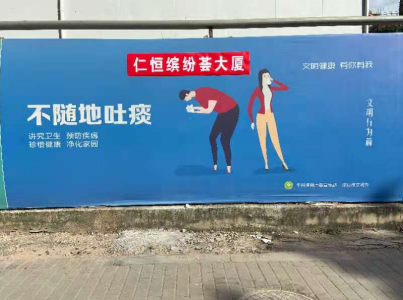 仁恒缤纷荟大厦
文明健康 有你有我
不随地吐痰
讲究卫生 预防疾病
珍惜健康 净化家园
文明行为篇